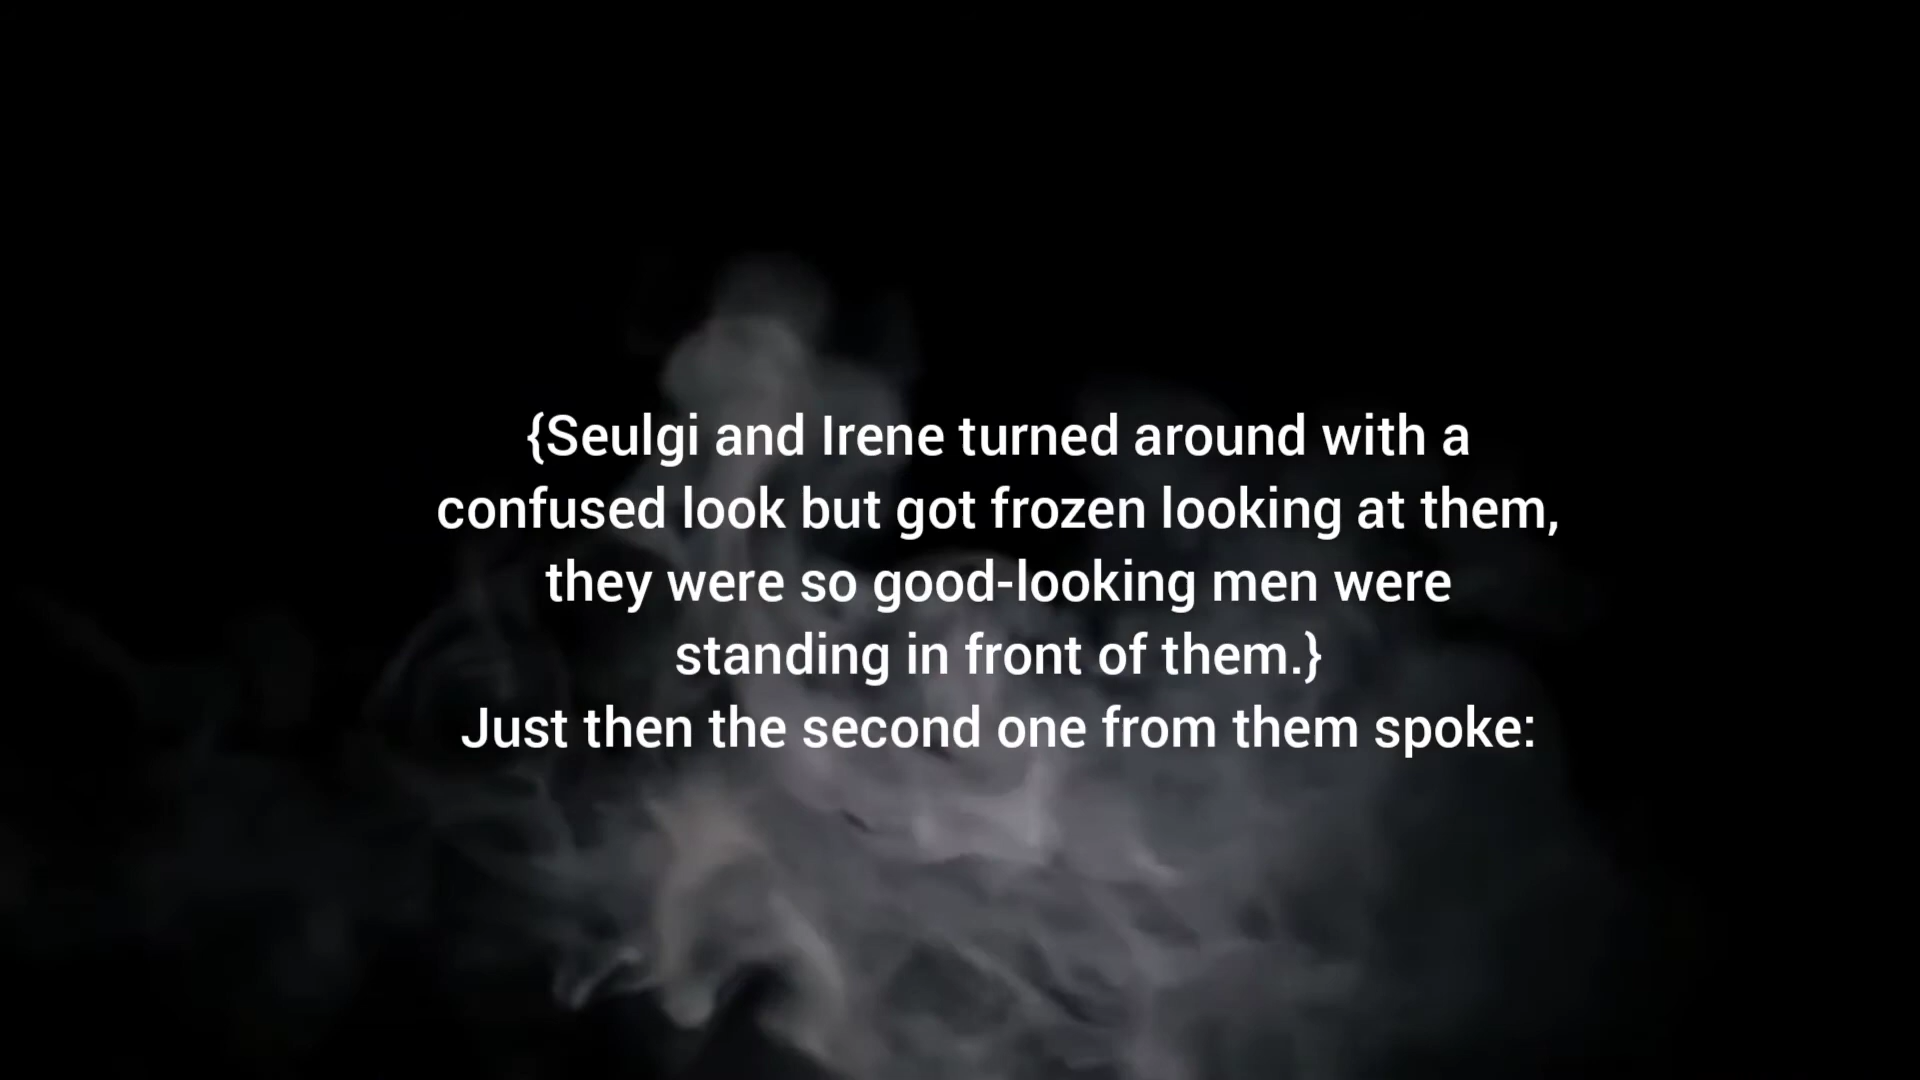 {Seulgi and Irene turned around with a
confused look but got frozen looking at them,
they were so good-looking men were
standing in front of them.}
Just then the second one from them spoke: